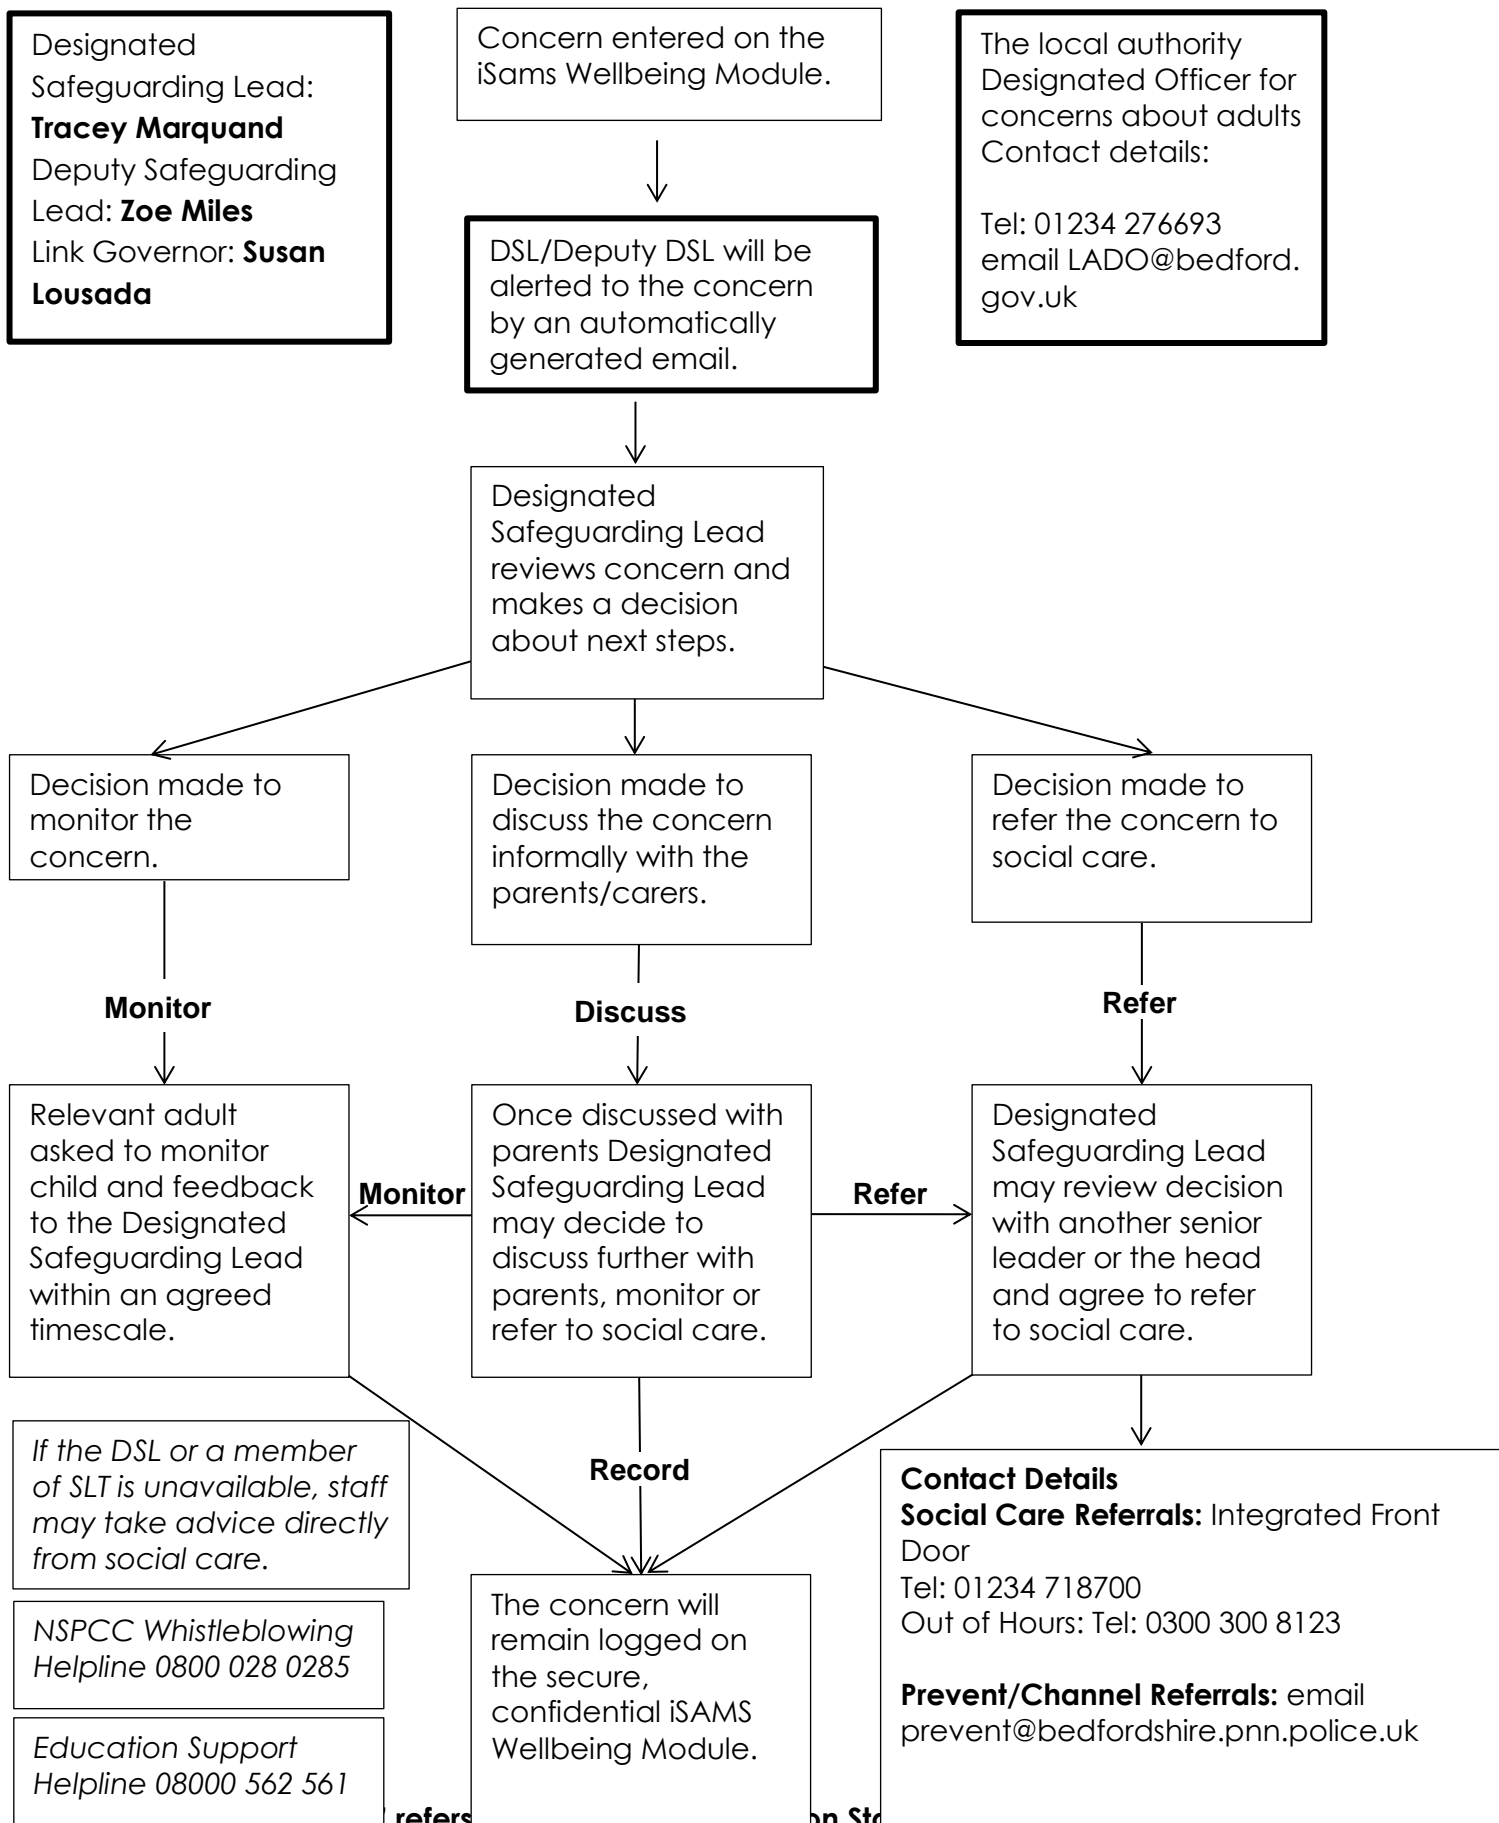 Designated
Safeguarding Lead:
Tracey Marquand
Deputy Safeguarding
Lead: Zoe Miles
Link Governor: Susan
Lousada
Concern entered on the
iSams Wellbeing Module.
The local authority
Designated Officer for
concerns about adults
Contact details:
Tel: 01234 276693
email LADO@bedford.
gov.uk
DSL/Deputy DSL will be
alerted to the concern
by an automatically
generated email.
Designated
Safeguarding Lead
reviews concern and
makes a decision
about next steps.
Decision made to
monitor the
concern.
Decision made to
discuss the concern
informally with the
parents/carers.
Decision made to
refer the concern to
social care.
Monitor
Discuss
Refer
Relevant adult
asked to monitor
child and feedback
to the Designated
Safeguarding Lead
within an agreed
timescale.
Monitor
Once discussed with
parents Designated
Safeguarding Lead
may decide to
discuss further with
parents, monitor or
refer to social care.
Refer
Designated
Safeguarding Lead
may review decision
with another senior
leader or the head
and agree to refer
to social care.
If the DSL or a member
of SLT is unavailable, staff
may take advice directly
from social care.
Record
Contact Details
Social Care Referrals: Integrated Front
Door
Tel: 01234 718700
Out of Hours: Tel: 0300 300 8123
Prevent/Channel Referrals: email
prevent@bedfordshire.pnn.police.uk
NSPCC Whistleblowing
Helpline 0800 028 0285
The concern will
remain logged on
the secure,
confidential iSAMS
Wellbeing Module.
Education Support
Helpline 08000 562 561
refers